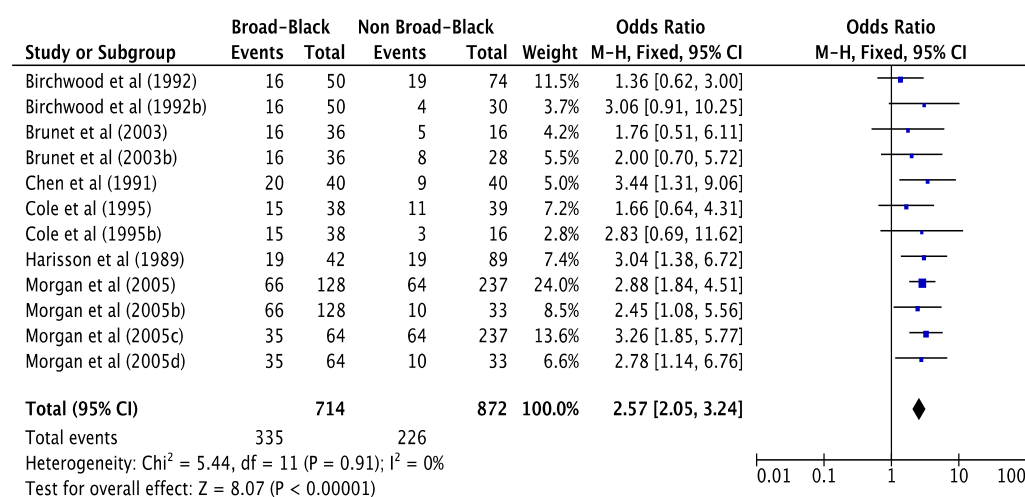 Broad-Black Non Broad-Black Odds Ratio Odds Ratio
Study or Subgroup Events Total Events Total Weight M-H, Fixed, 95% CI M-H, Fixed, 95% CI
Birchwood et al (1992) 16 50 19 74 11.5% 1.36 [0.62, 3.00]
Birchwood et al (1992b) 16 50 4 30 3.7% 3.06 [0.91, 10.25]
Brunet et al (2003) 16 36 5 16 4.2% 1.76 [0.51, 6.11]
Brunet et al (2003b) 16 36 8 28 5.5% 2.00 [0.70, 5.72]
Chen et al (1991) 20 40 9 40 5.0% 3.44 [1.31, 9.06]
Cole et al (1995) 15 38 11 39 7.2% 1.66 [0.64, 4.31]
Cole et al (1995b) 15 38 3 16 2.8% 2.83 [0.69, 11.62]
Harisson et al (1989) 19 42 19 89 7.4% 3.04 [1.38, 6.72]
Morgan et al (2005) 66 128 64 237 24.0% 2.88 [1.84, 4.51]
Morgan et al (2005b) 66 128 10 33 8.5% 2.45 [1.08, 5.56]
Morgan et al (2005c) 35 64 64 237 13.6% 3.26 [1.85, 5.77]
Morgan et al (2005d) 35 64 10 33 6.6% 2.78 [1.14, 6.76]
Total (95% CI) 714 872 100.0% 2.57 [2.05, 3.24]
Total events 335 226
Heterogeneity: Chi² = 5.44, df = 11 (P = 0.91); I² = 0%
Test for overall effect: Z = 8.07 (P < 0.00001)
0.01 0.1 1 10 100